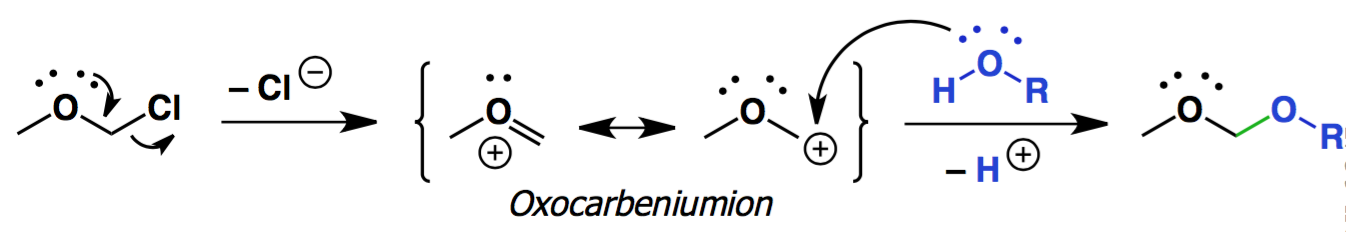 O Cl
– Cl ⊖
O ⊕
O ⊕
H O R
– H ⊕
O O R
Oxocarbeniumion